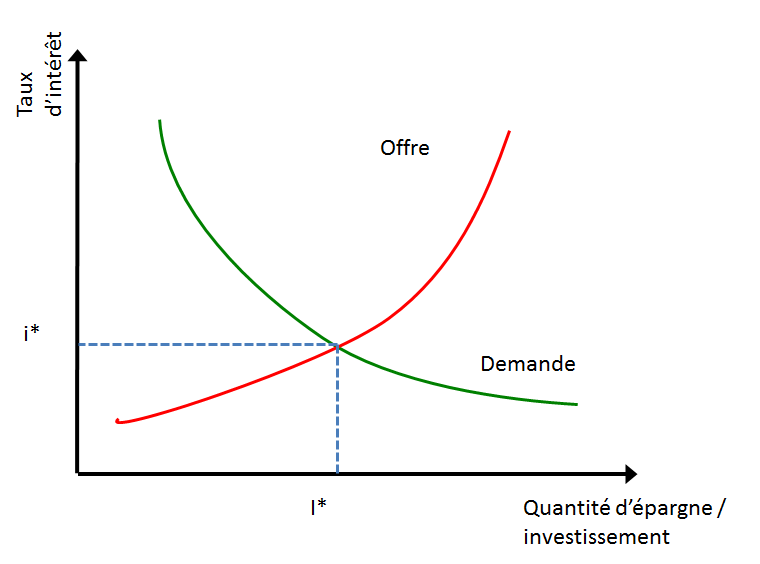 Taux
d’intérêt
Offre
i*
Demande
I*
Quantité d’épargne /
investissement